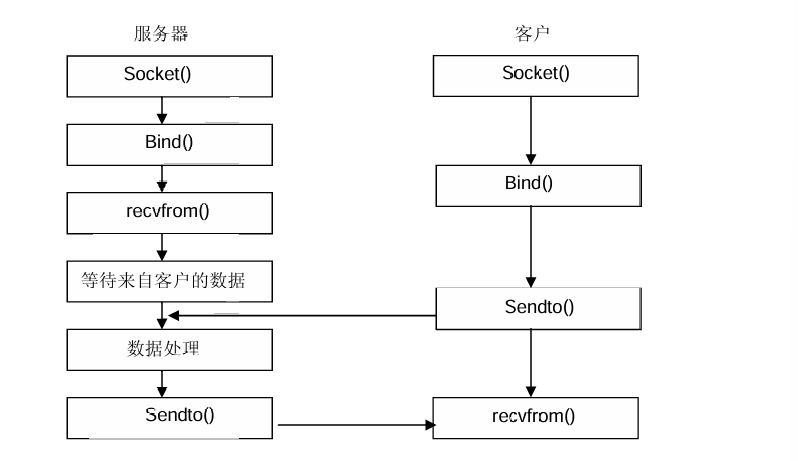 服务器
Socket()
Bind()
recvfrom()
等待来自客户的数据
数据处理
Sendto()
客户
Socket()
Bind()
Sendto()
recvfrom()